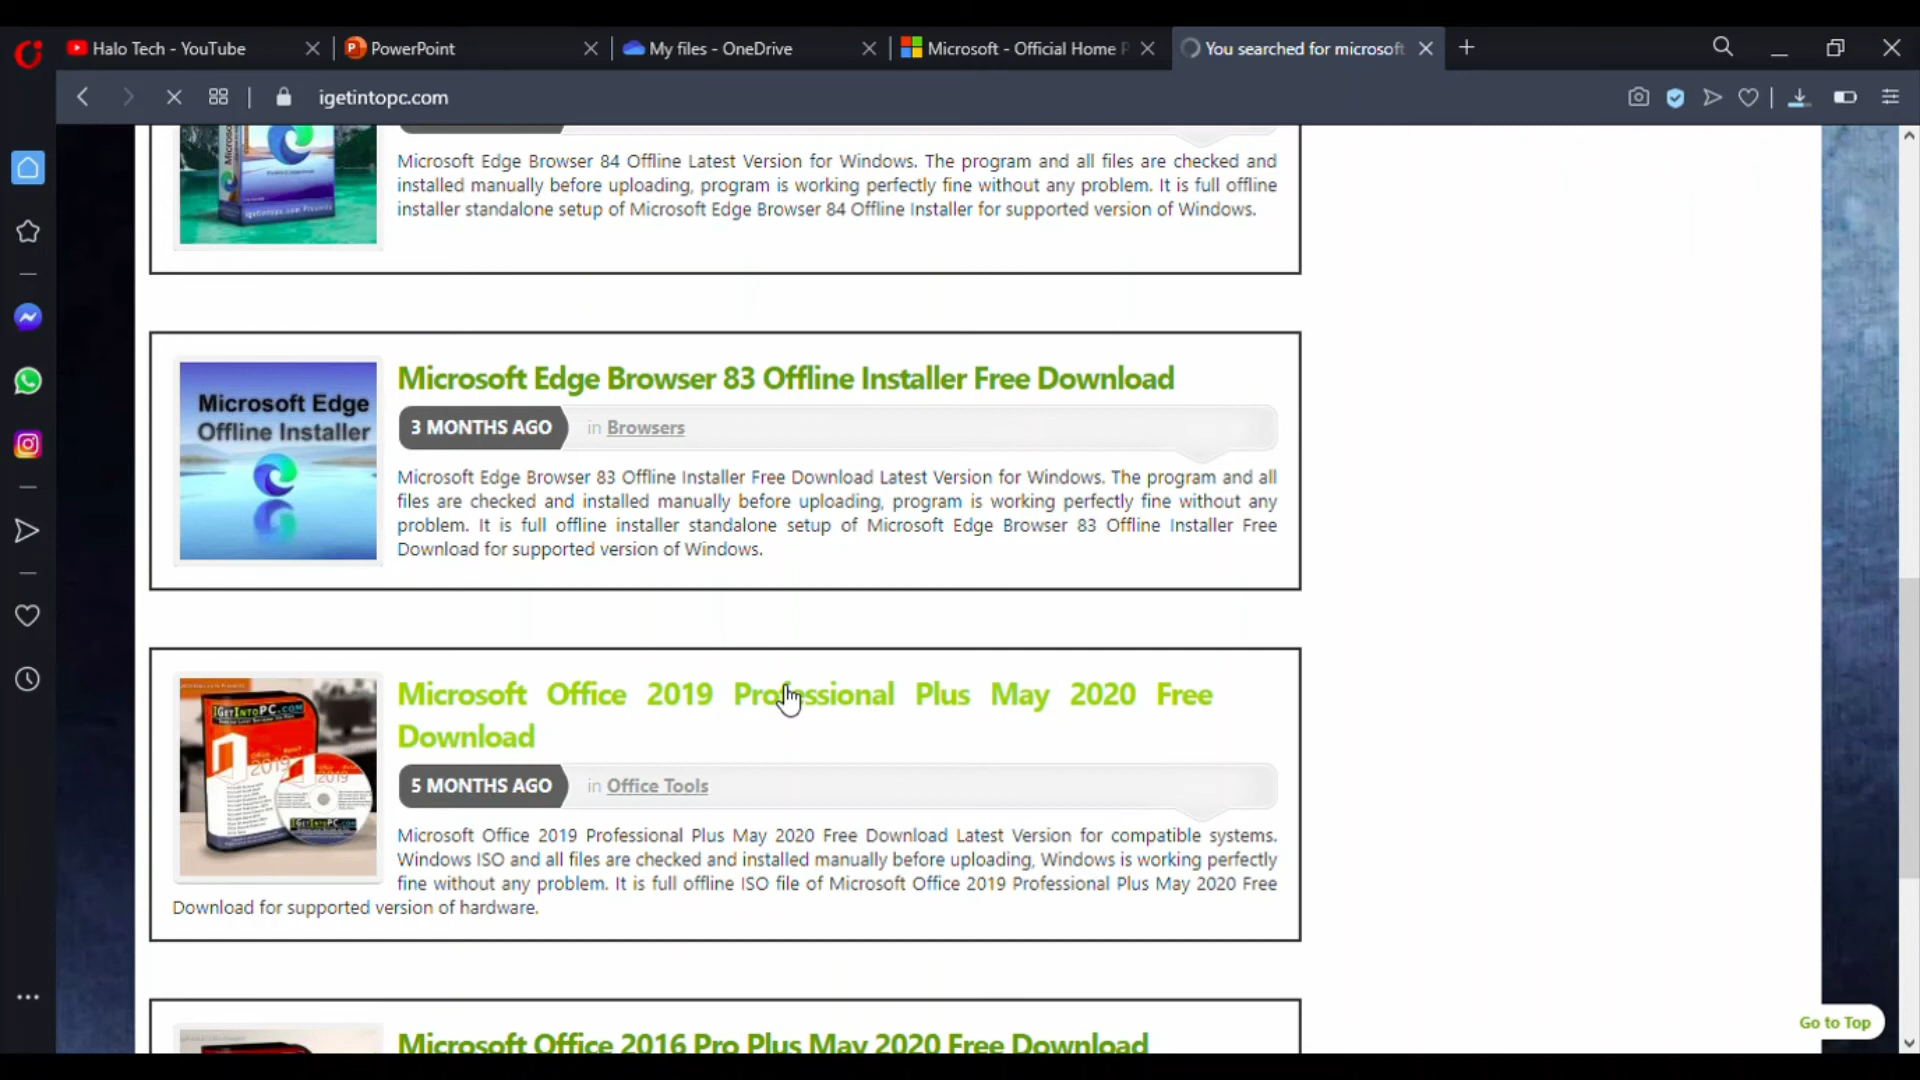 Halo Tech - YouTube
PowerPoint
My files - OneDrive
Microsoft - Official Home P
You searched for microsoft
igetintopc.com
Microsoft Edge Browser 84 Offline Latest Version for Windows. The program and all files are checked and
installed manually before uploading, program is working perfectly fine without any problem. It is full offline
installer standalone setup of Microsoft Edge Browser 84 Offline Installer for supported version of Windows.
Microsoft Edge
Offline Installer
Microsoft Edge Browser 83 Offline Installer Free Download
3 MONTHS AGO
in Browsers
Microsoft Edge Browser 83 Offline Installer Free Download Latest Version for Windows. The program and all
files are checked and installed manually before uploading, program is working perfectly fine without any
problem. It is full offline installer standalone setup of Microsoft Edge Browser 83 Offline Installer Free
Download for supported version of Windows.
IGetIntoPC.com
2019
Microsoft Office 2019 Professional Plus May 2020 Free
Download
5 MONTHS AGO
in Office Tools
Microsoft Office 2019 Professional Plus May 2020 Free Download Latest Version for compatible systems.
Windows ISO and all files are checked and installed manually before uploading, Windows is working perfectly
fine without any problem. It is full offline ISO file of Microsoft Office 2019 Professional Plus May 2020 Free
Download for supported version of hardware.
Microsoft Office 2016 Pro Plus May 2020 Free Download
Go to Top